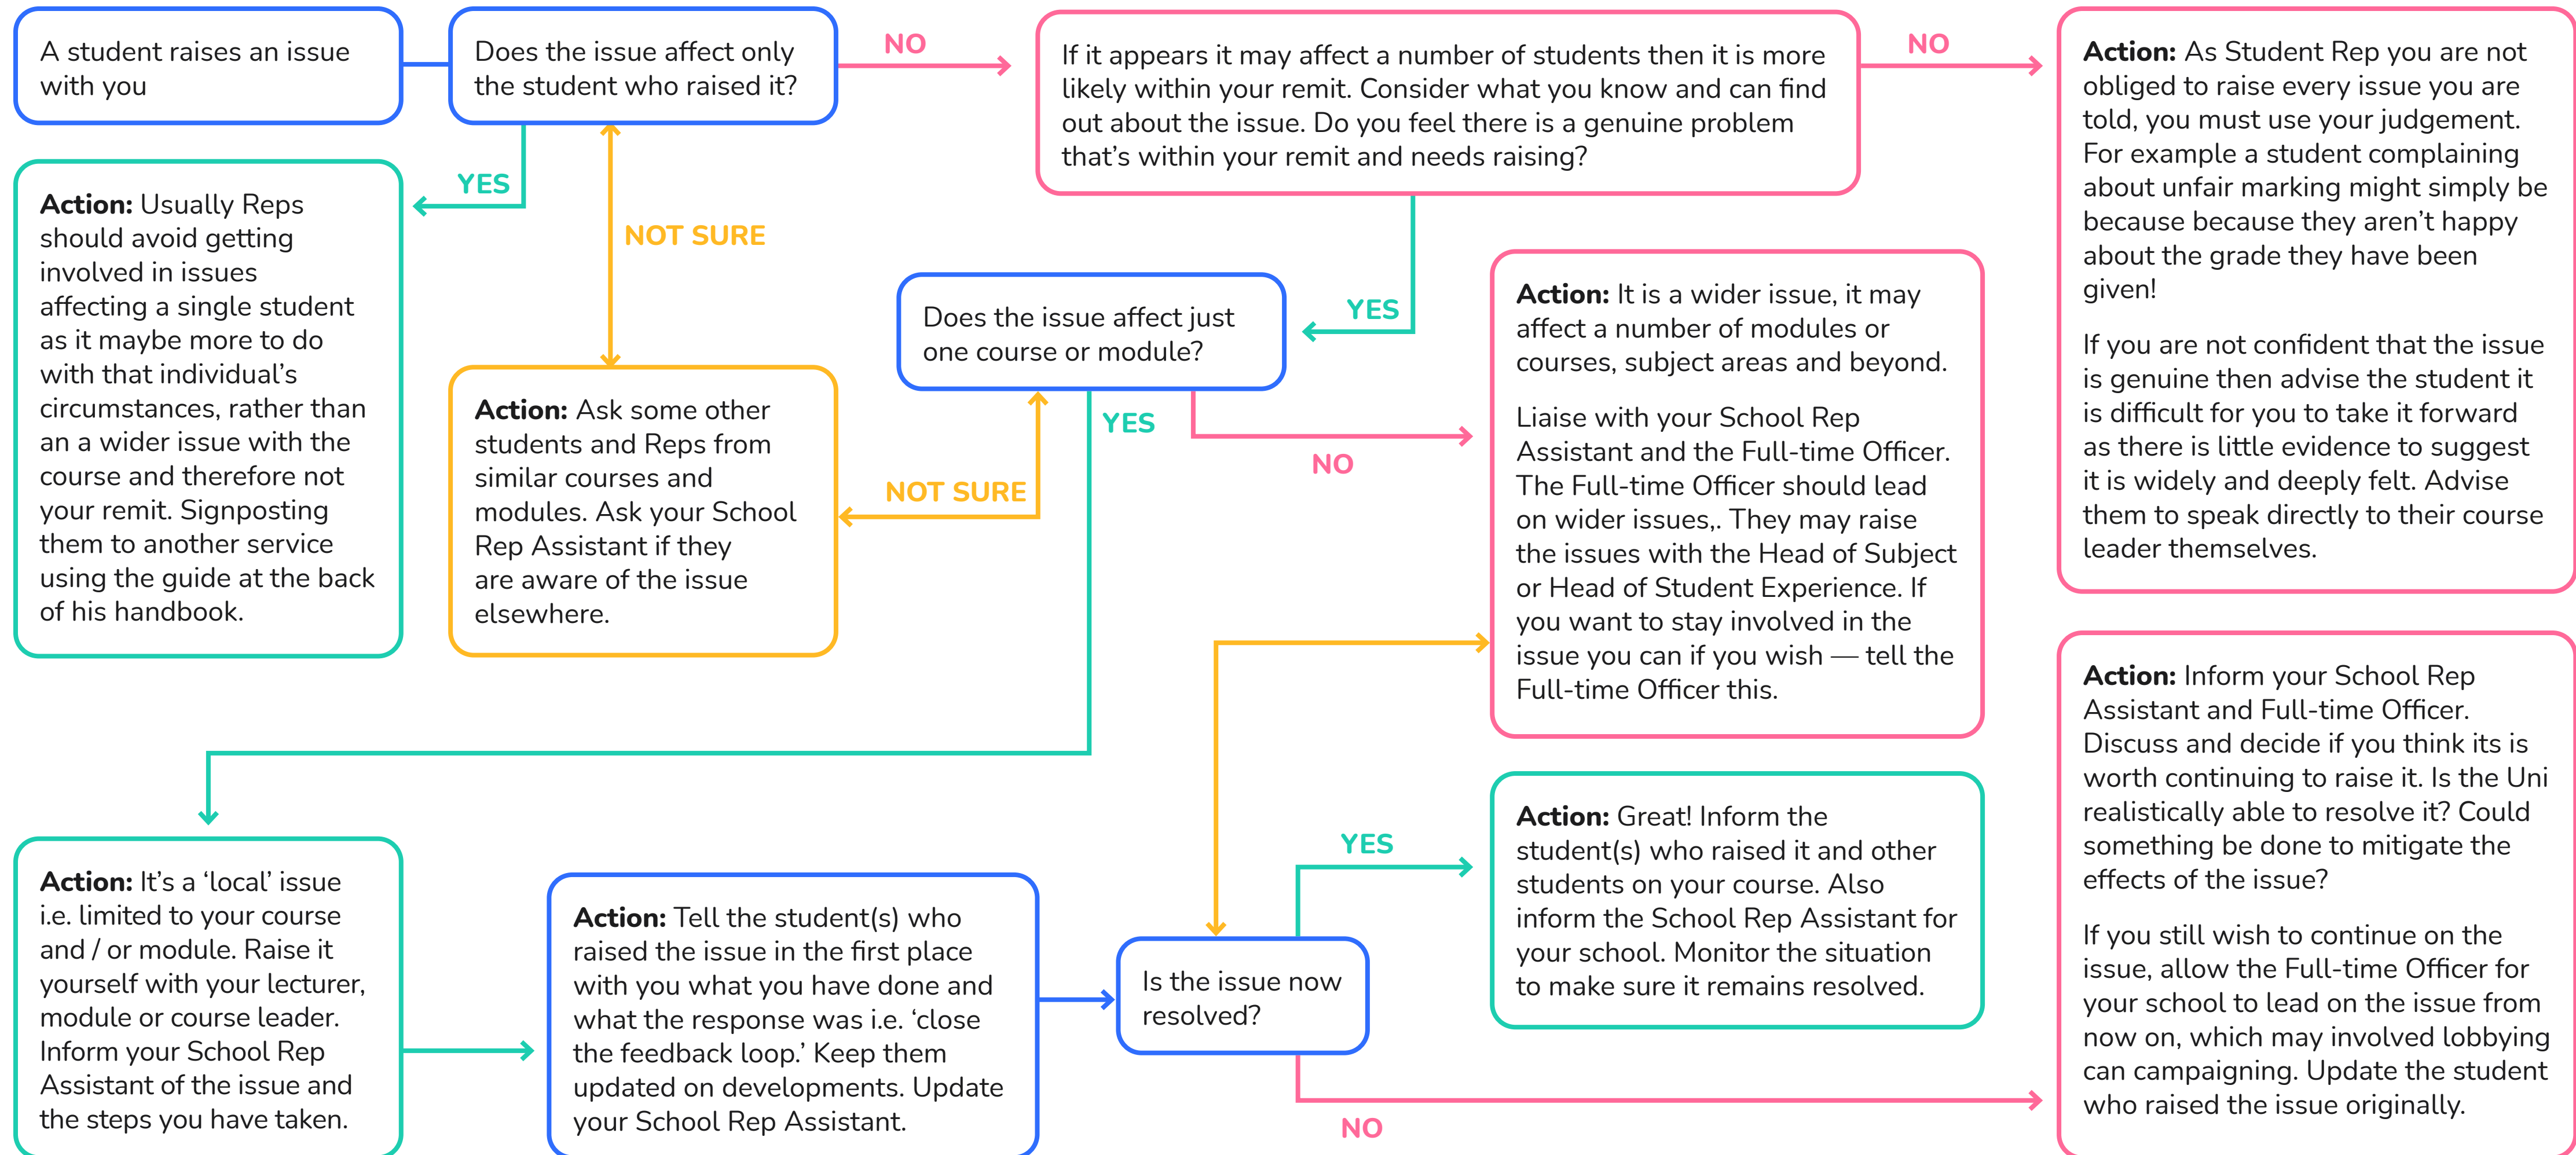 A student raises an issue
with you
Does the issue affect only
the student who raised it?
NO
If it appears it may affect a number of students then it is more
likely within your remit. Consider what you know and can find
out about the issue. Do you feel there is a genuine problem
that’s within your remit and needs raising?
NO
Action: As Student Rep you are not
obliged to raise every issue you are
told, you must use your judgement.
For example a student complaining
about unfair marking might simply be
because because they aren’t happy
about the grade they have been
given!
If you are not confident that the issue
is genuine then advise the student it
is difficult for you to take it forward
as there is little evidence to suggest
it is widely and deeply felt. Advise
them to speak directly to their course
leader themselves.
YES
Action: Usually Reps
should avoid getting
involved in issues
affecting a single student
as it maybe more to do
with that individual’s
circumstances, rather than
an a wider issue with the
course and therefore not
your remit. Signposting
them to another service
using the guide at the back
of his handbook.
NOT SURE
Action: Ask some other
students and Reps from
similar courses and
modules. Ask your School
Rep Assistant if they
are aware of the issue
elsewhere.
YES
Does the issue affect just
one course or module?
NOT SURE
YES
NO
Action: It is a wider issue, it may
affect a number of modules or
courses, subject areas and beyond.
Liaise with your School Rep
Assistant and the Full-time Officer.
The Full-time Officer should lead
on wider issues,. They may raise
the issues with the Head of Subject
or Head of Student Experience. If
you want to stay involved in the
issue you can if you wish — tell the
Full-time Officer this.
Action: It’s a ‘local’ issue
i.e. limited to your course
and / or module. Raise it
yourself with your lecturer,
module or course leader.
Inform your School Rep
Assistant of the issue and
the steps you have taken.
Action: Tell the student(s) who
raised the issue in the first place
with you what you have done and
what the response was i.e. ‘close
the feedback loop.’ Keep them
updated on developments. Update
your School Rep Assistant.
Is the issue now
resolved?
YES
Action: Great! Inform the
student(s) who raised it and other
students on your course. Also
inform the School Rep Assistant for
your school. Monitor the situation
to make sure it remains resolved.
NO
Action: Inform your School Rep
Assistant and Full-time Officer.
Discuss and decide if you think its is
worth continuing to raise it. Is the Uni
realistically able to resolve it? Could
something be done to mitigate the
effects of the issue?
If you still wish to continue on the
issue, allow the Full-time Officer for
your school to lead on the issue from
now on, which may involved lobbying
can campaigning. Update the student
who raised the issue originally.